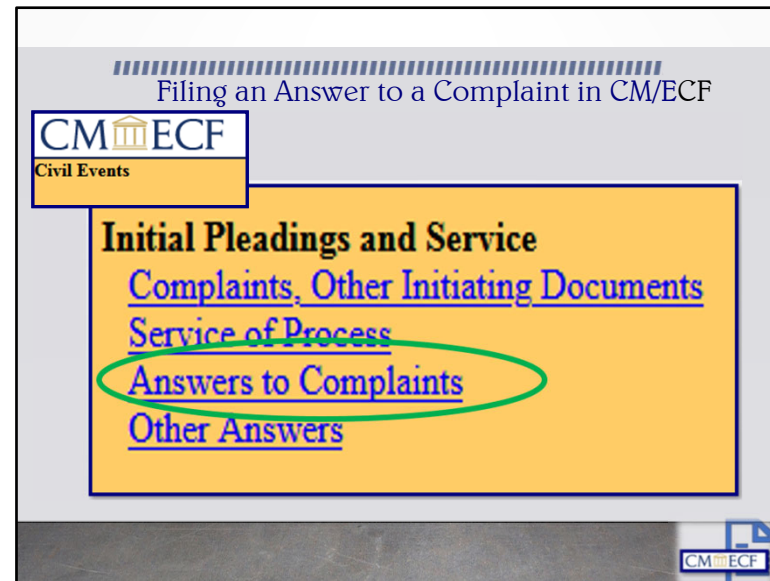 Filing an Answer to a Complaint in CM/ECF
CM ECF
Civil Events
Initial Pleadings and Service
Complaints, Other Initiating Documents
Service of Process
Answers to Complaints
Other Answers
CM ECF